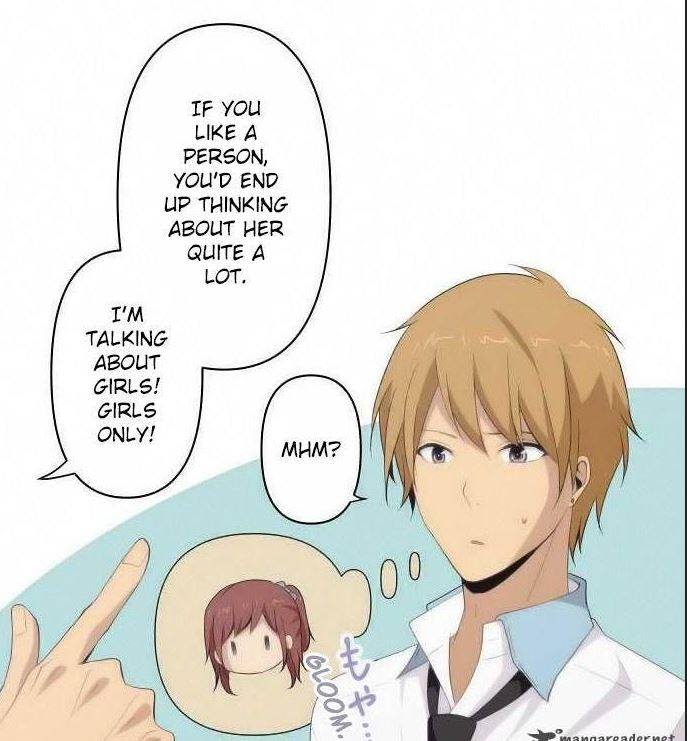 IF YOU
LIKE A
PERSON,
YOU'D END
UP THINKING
ABOUT HER
QUITE A
LOT.
I'M
TALKING
ABOUT
GIRLS!
GIRLS
ONLY!
MHM?
もや…
GLOOM.
mangareader.net